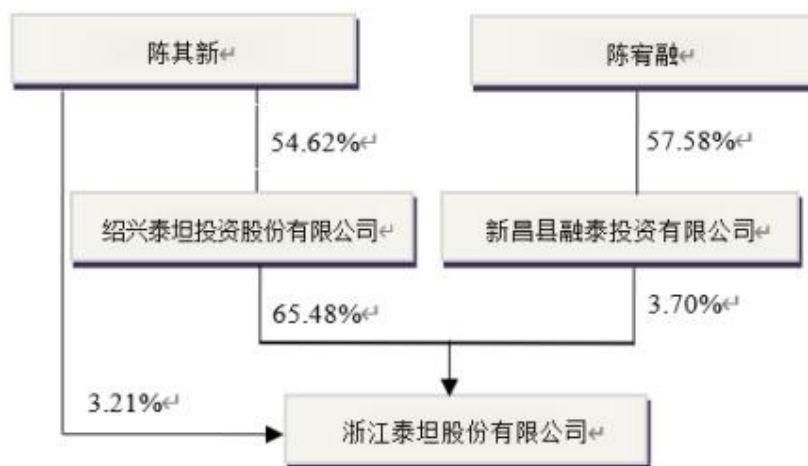 陈其新↵
陈宥融↵
54.62%↵
57.58%↵
绍兴泰坦投资股份有限公司↵
新昌县融泰投资有限公司↵
65.48%↵
3.70%↵
3.21%↵
浙江泰坦股份有限公司↵